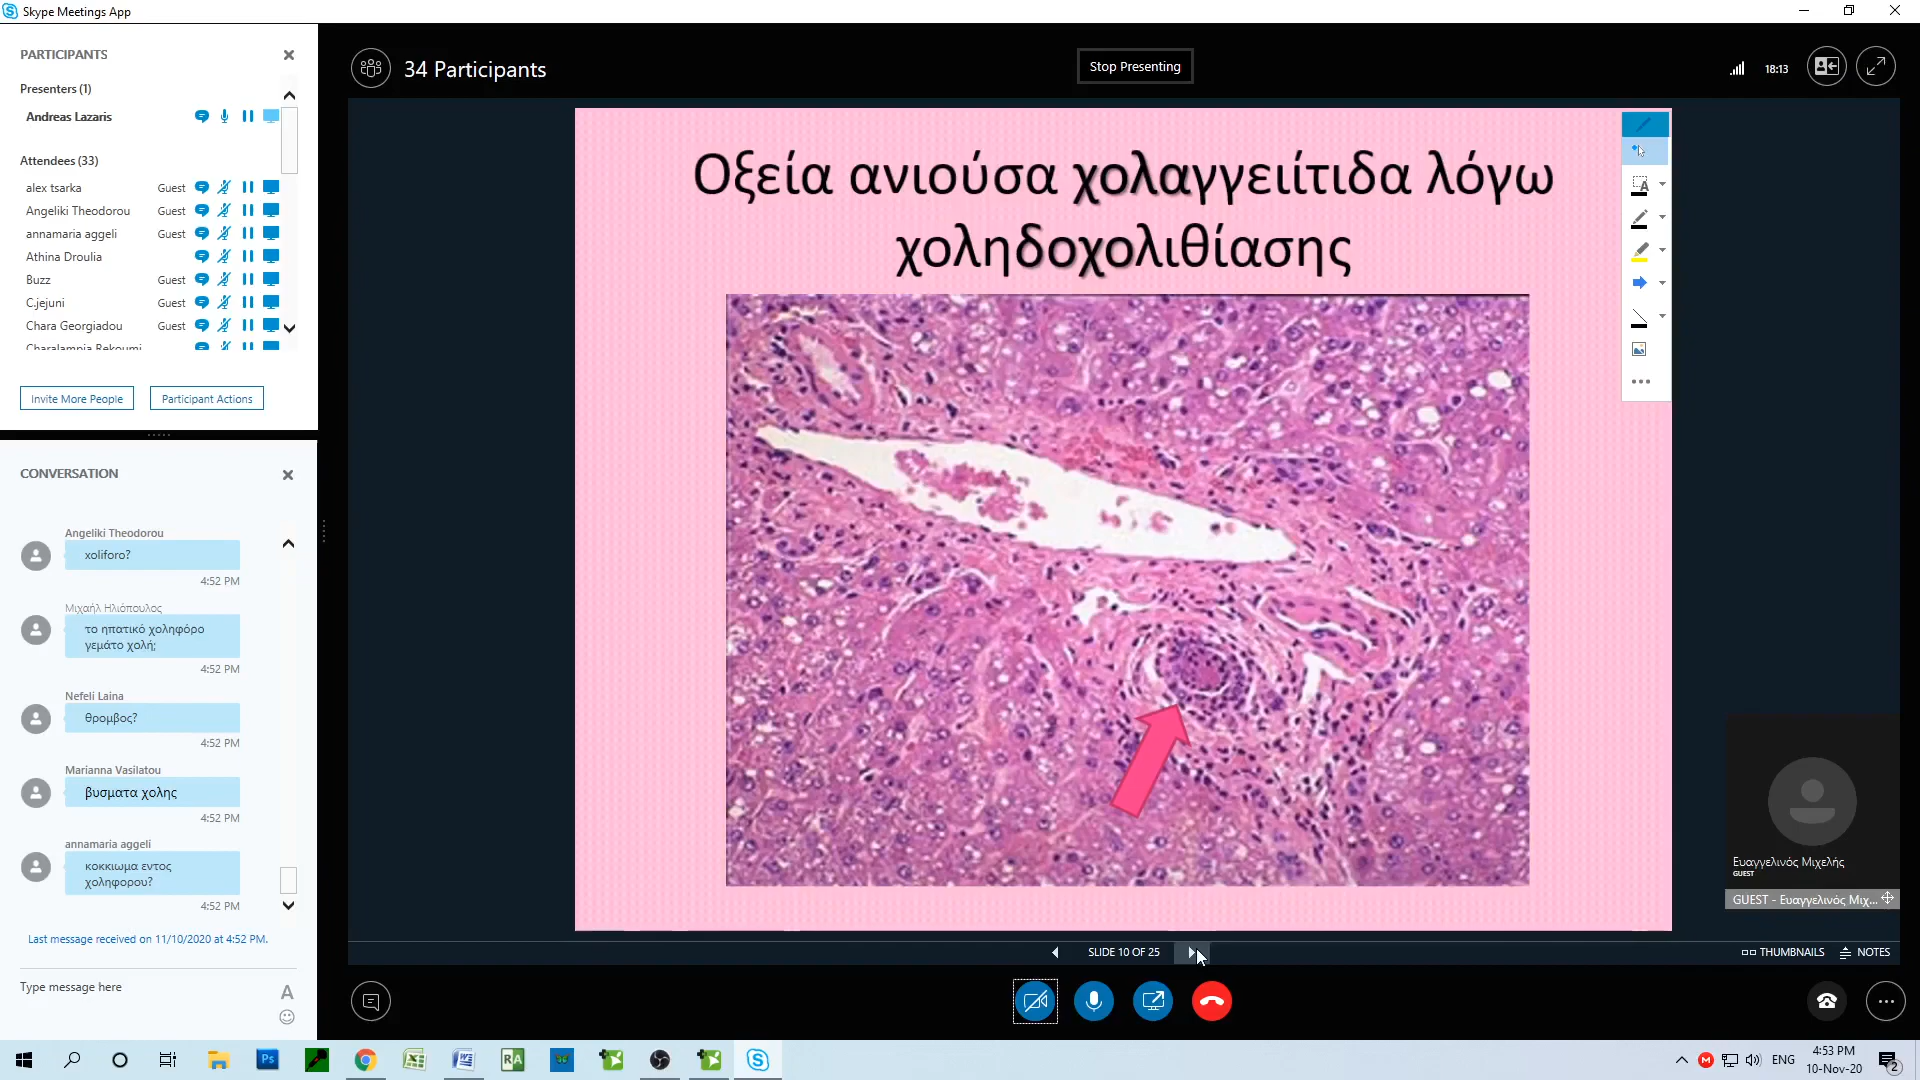 Skype Meetings App
PARTICIPANTS
Presenters (1)
Andreas Lazaris
Attendees (33)
alex tsarka Guest
Angeliki Theodorou Guest
annamaria aggeli Guest
Athina Droulia
Buzz Guest
C.jejuni Guest
Chara Georgiadou Guest
Charalampia Rekoumi
Invite More People
Participant Actions
CONVERSATION
Angeliki Theodorou
xoliforo?
4:52 PM
Μιχαήλ Ηλιόπουλος
το ηπατικό χοληφόρο
γεμάτο χολή;
4:52 PM
Nefeli Laina
θρομβος?
4:52 PM
Marianna Vasilatou
βυσματα χολης
4:52 PM
annamaria aggeli
κοκκιωμα εντος
χοληφορου?
4:52 PM
Last message received on 11/10/2020 at 4:52 PM.
Type message here
34 Participants
Stop Presenting
18:13
Οξεία ανιούσα χολαγγειίτιδα λόγω
χοληδοχολιθίασης
Ευαγγελινός Μιχελής
GUEST
GUEST - Ευαγγελινός Μιχ...
SLIDE 10 OF 25
THUMBNAILS
NOTES
ENG
4:53 PM
10-Nov-20
2